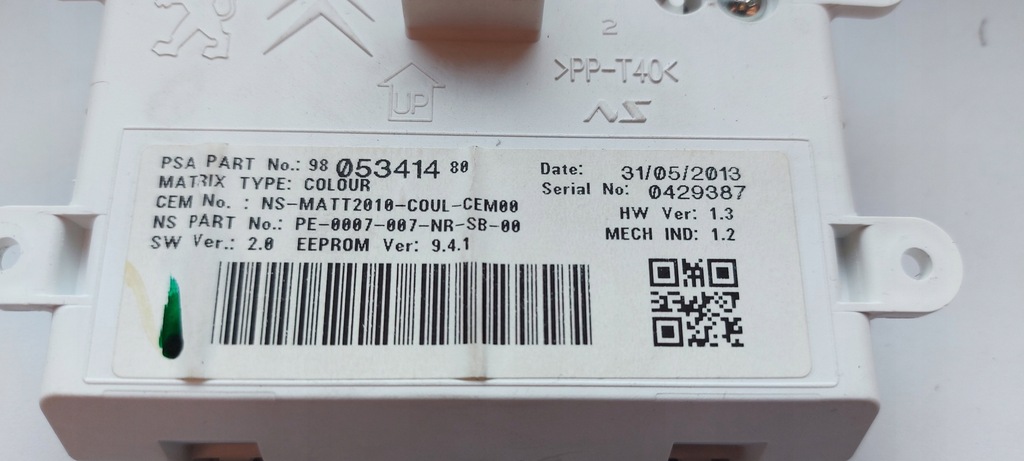 2
>PP-T40<
UP
NS
PSA PART No.: 98 053414 80
MATRIX TYPE: COLOUR
CEM No. : NS-MATT2010-COUL-CEM00
NS PART No.: PE-0007-007-NR-SB-00
SW Ver.: 2.0 EEPROM Ver: 9.4.1
Date: 31/05/2013
Serial No: 0429387
HW Ver: 1.3
MECH IND: 1.2